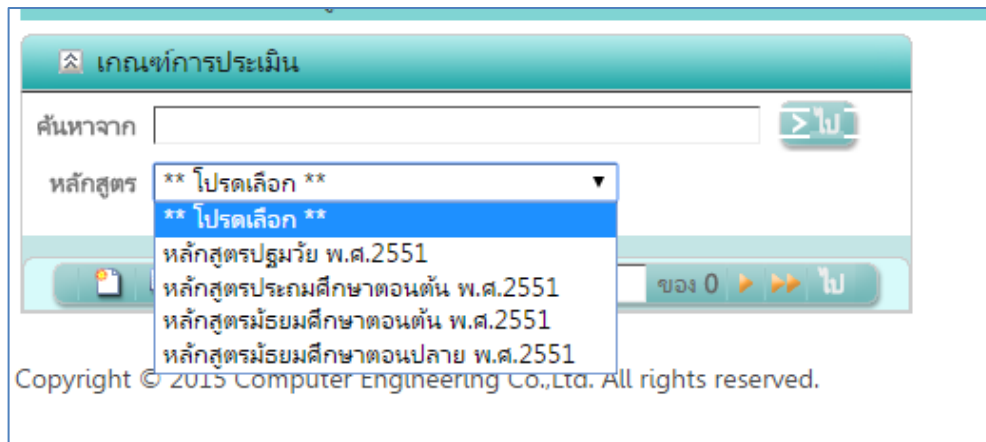 เกณฑ์การประเมิน
ค้นหาจาก
> ไป
หลักสูตร ** โปรดเลือก **
** โปรดเลือก **
หลักสูตรปฐมวัย พ.ศ.2551
หลักสูตรประถมศึกษาตอนต้น พ.ศ.2551
ของ 0 ไป
หลักสูตรมัธยมศึกษาตอนต้น พ.ศ.2551
หลักสูตรมัธยมศึกษาตอนปลาย พ.ศ.2551
Copyright © 2015 Computer Engineering Co.,Ltd. All rights reserved.